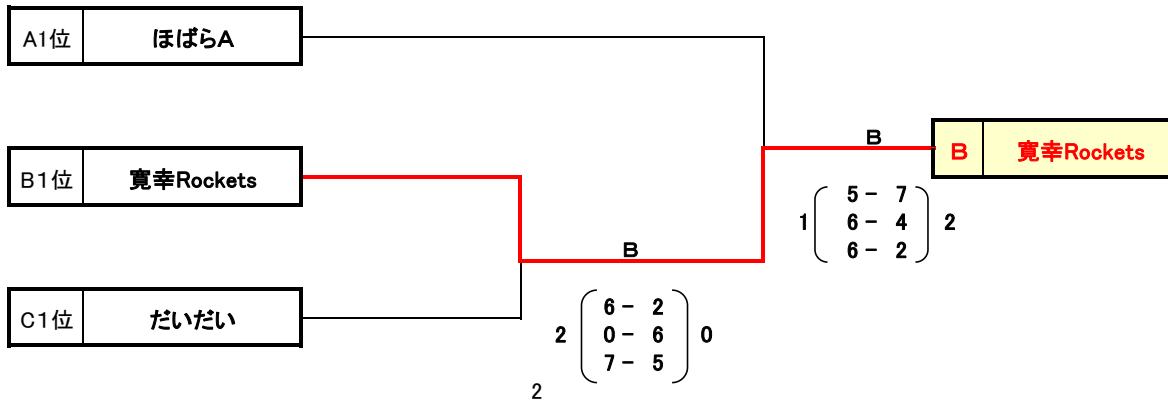 A1位 ほばらA
B1位 寛幸Rockets
C1位 だいだい
B
B
B 寛幸Rockets
1 5 - 7 2
6 - 4
6 - 2
2 6 - 2 0
0 - 6
7 - 5
2